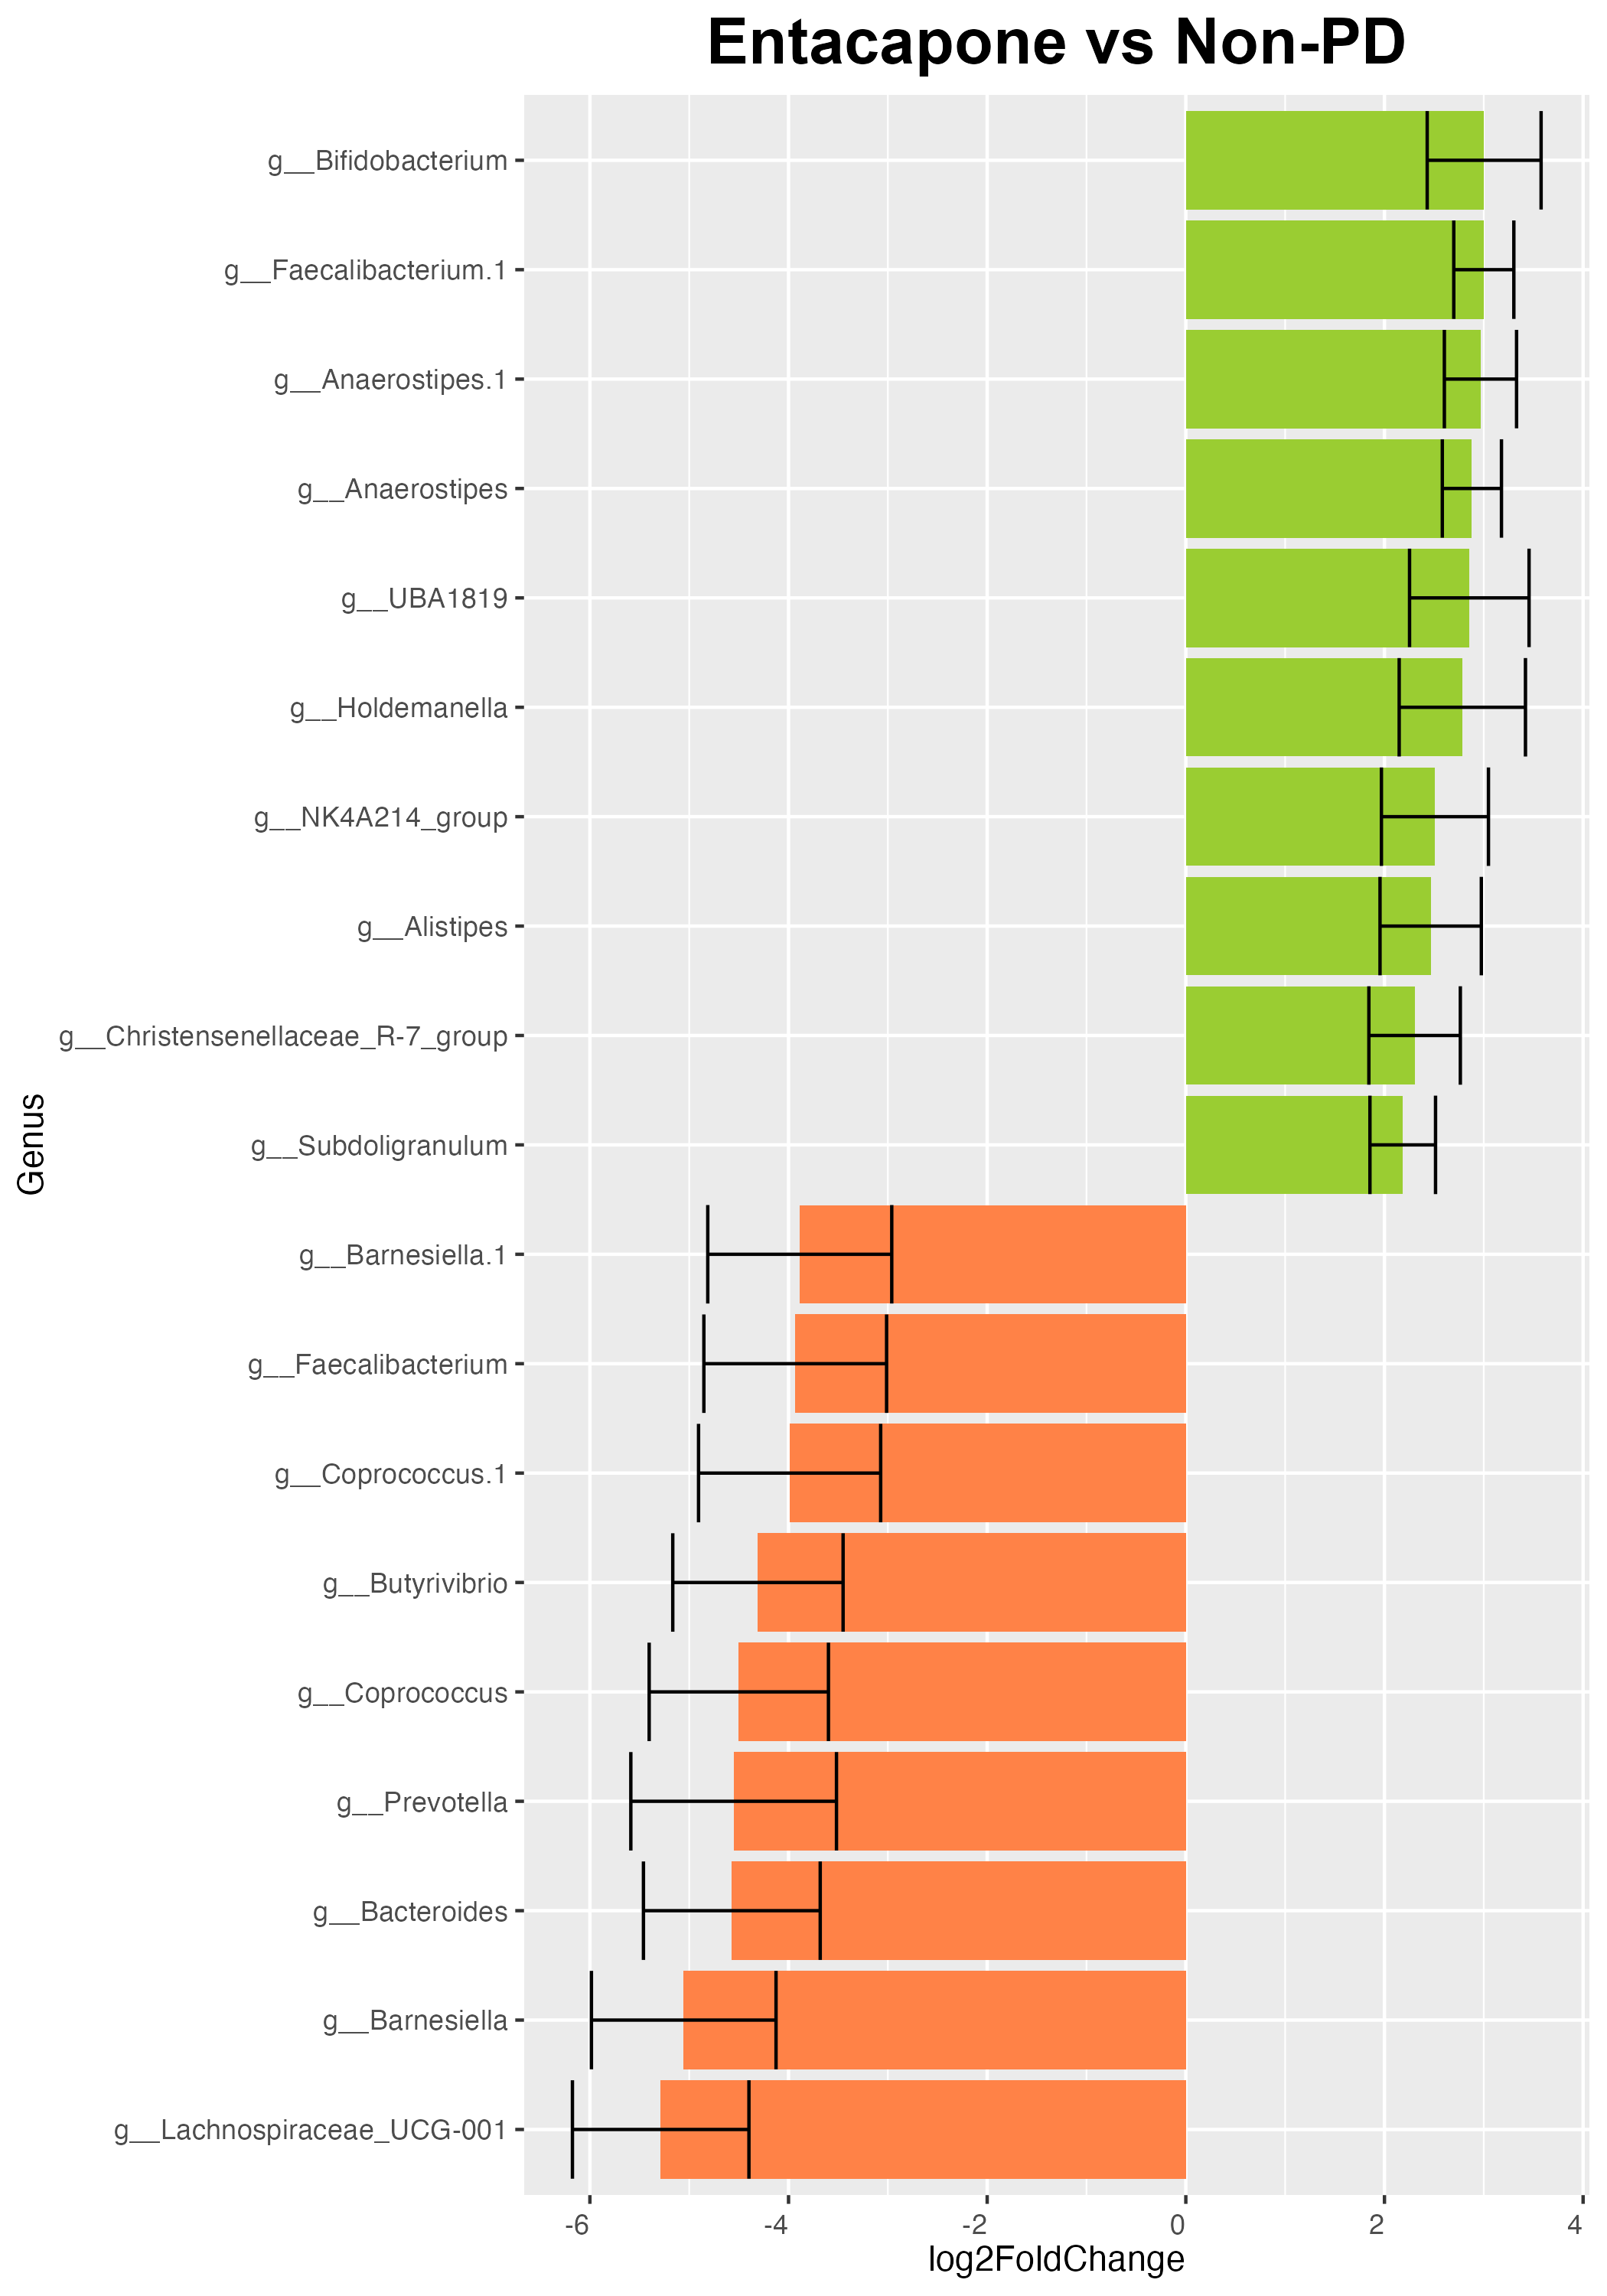 Entacapone vs Non-PD
Genus
g__Bifidobacterium
g__Faecalibacterium.1
g__Anaerostipes.1
g__Anaerostipes
g__UBA1819
g__Holdemanella
g__NK4A214_group
g__Alistipes
g__Christensenellaceae_R-7_group
g__Subdoligranulum
g__Barnesiella.1
g__Faecalibacterium
g__Coprococcus.1
g__Butyrivibrio
g__Coprococcus
g__Prevotella
g__Bacteroides
g__Barnesiella
g__Lachnospiraceae_UCG-001
-6 -4 -2 0 2 4
log2FoldChange